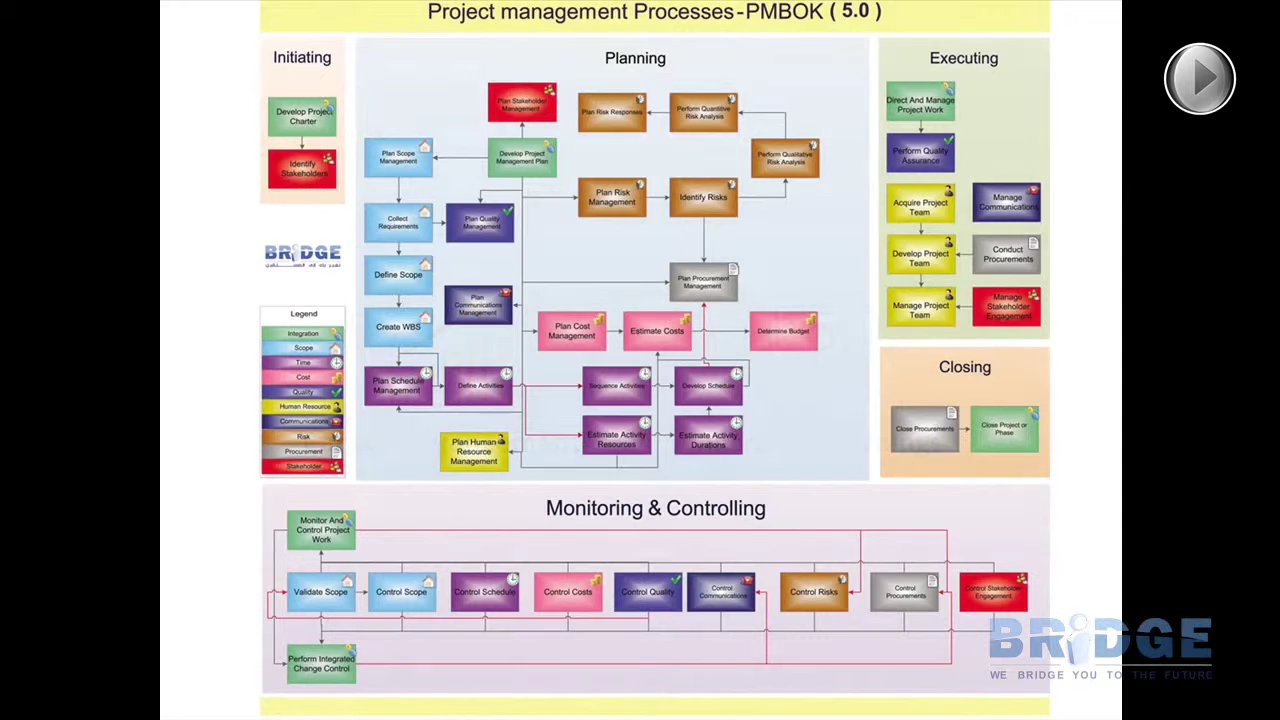 Project management Processes-PMBOK ( 5.0 )
Initiating
Develop Project
Charter
Identify
Stakeholders
BRiDGE
Legend
Integration
Scope
Time
Cost
Quality
Human Resource
Communications
Risk
Procurement
Stakeholder
Planning
Plan Stakeholder
Management
Plan Risk Responses
Perform Quantitive
Risk Analysis
Plan Scope
Management
Develop Project
Management Plan
Perform Qualitative
Risk Analysis
Plan Risk
Management
Identify Risks
Collect
Requirements
Plan Quality
Management
Define Scope
Plan Procurement
Management
Plan
Communications
Management
Create WBS
Plan Cost
Management
Estimate Costs
Determine Budget
Plan Schedule
Management
Define Activities
Sequence Activities
Develop Schedule
Estimate Activity
Resources
Estimate Activity
Durations
Plan Human
Resource
Management
Executing
Direct And Manage
Project Work
Perform Quality
Assurance
Acquire Project
Team
Manage
Communications
Develop Project
Team
Conduct
Procurements
Manage Project
Team
Manage
Stakeholder
Engagement
Closing
Close Procurements
Close Project or
Phase
Monitoring & Controlling
Monitor And
Control Project
Work
Validate Scope
Control Scope
Control Schedule
Control Costs
Control Quality
Control
Communications
Control Risks
Control
Procurements
Control Stakeholder
Engagement
Perform Integrated
Change Control
BRiDGE
WE BRIDGE YOU TO THE FUTURE